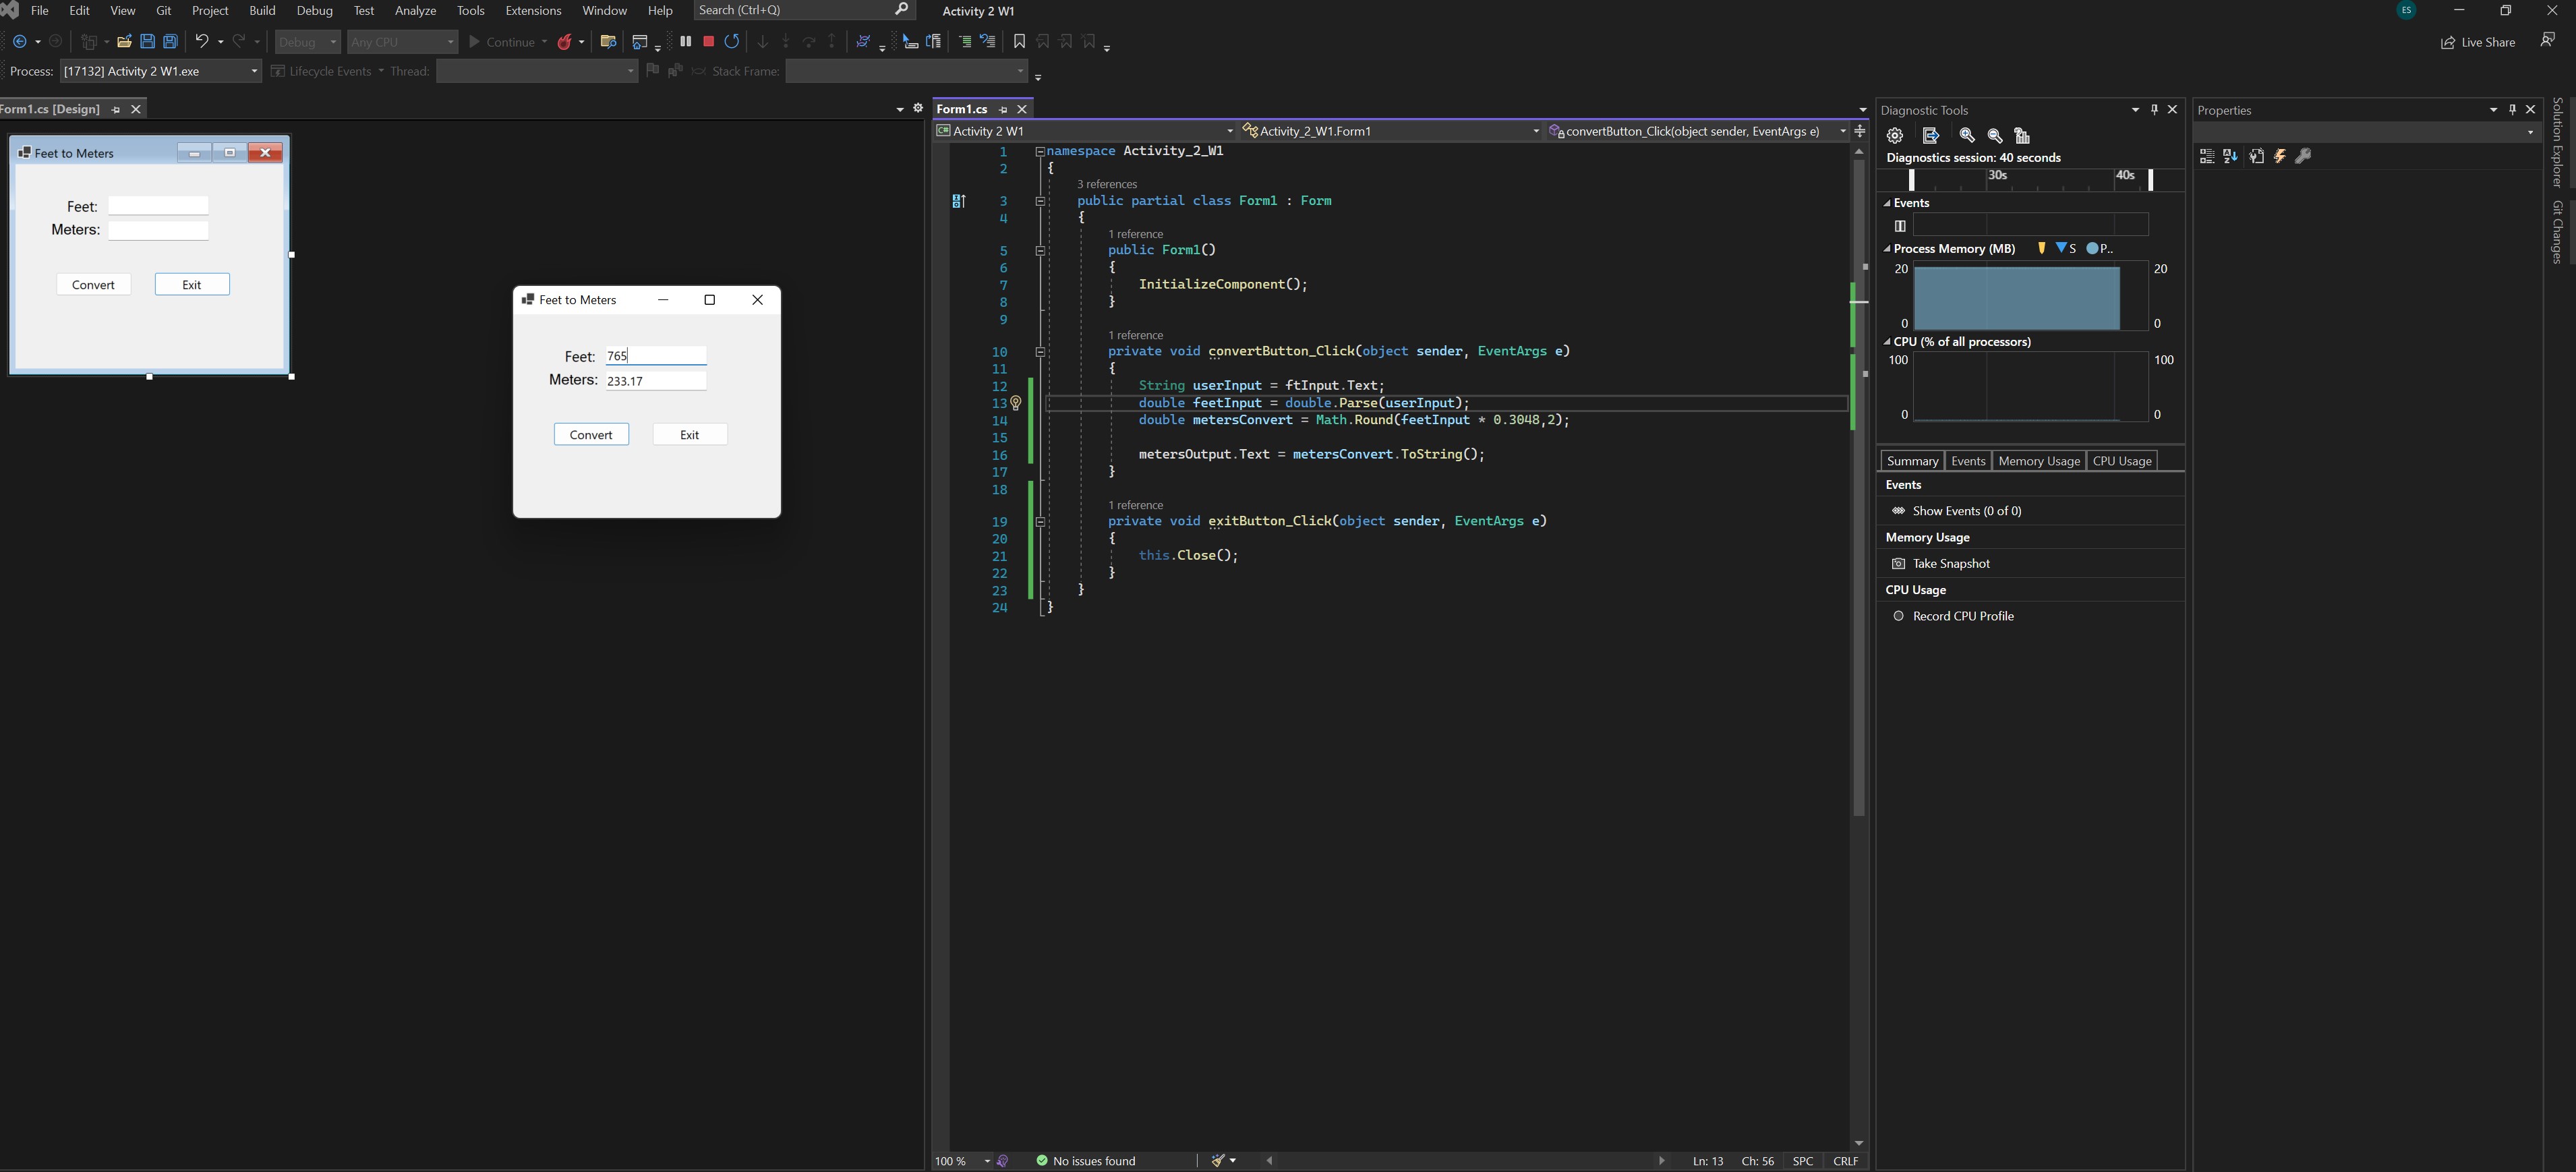 File Edit View Git Project Build Debug Test Analyze Tools Extensions Window Help Search (Ctrl+Q) Activity 2 W1 ES
Debug Any CPU Continue Live Share
Process: [17132] Activity 2 W1.exe Lifecycle Events Thread: Stack Frame:
Form1.cs [Design]
Feet to Meters
Feet:
Meters:
Convert Exit
Feet to Meters
Feet: 765
Meters: 233.17
Convert Exit
Form1.cs
Activity 2 W1 Activity_2_W1.Form1 convertButton_Click(object sender, EventArgs e)
1 namespace Activity_2_W1
2 {
3 references
3 public partial class Form1 : Form
4 {
1 reference
5 public Form1()
6 {
7 InitializeComponent();
8 }
9
1 reference
10 private void convertButton_Click(object sender, EventArgs e)
11 {
12 String userInput = ftInput.Text;
13 double feetInput = double.Parse(userInput);
14 double metersConvert = Math.Round(feetInput * 0.3048,2);
15
16 metersOutput.Text = metersConvert.ToString();
17 }
18
1 reference
19 private void exitButton_Click(object sender, EventArgs e)
20 {
21 this.Close();
22 }
23 }
24 }
100 % No issues found Ln: 13 Ch: 56 SPC CRLF
Diagnostic Tools
Diagnostics session: 40 seconds
30s 40s
Events
Process Memory (MB) S P..
20 20
0 0
CPU (% of all processors)
100 100
0 0
Summary Events Memory Usage CPU Usage
Events
Show Events (0 of 0)
Memory Usage
Take Snapshot
CPU Usage
Record CPU Profile
Properties
Solution Explorer
Git Changes